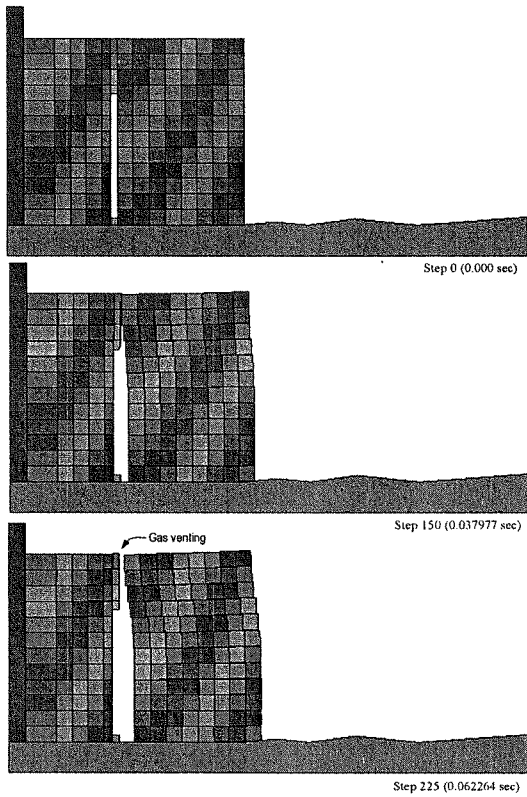 Step 0 (0.000 sec)
Step 150 (0.037977 sec)
Gas venting
Step 225 (0.062264 sec)